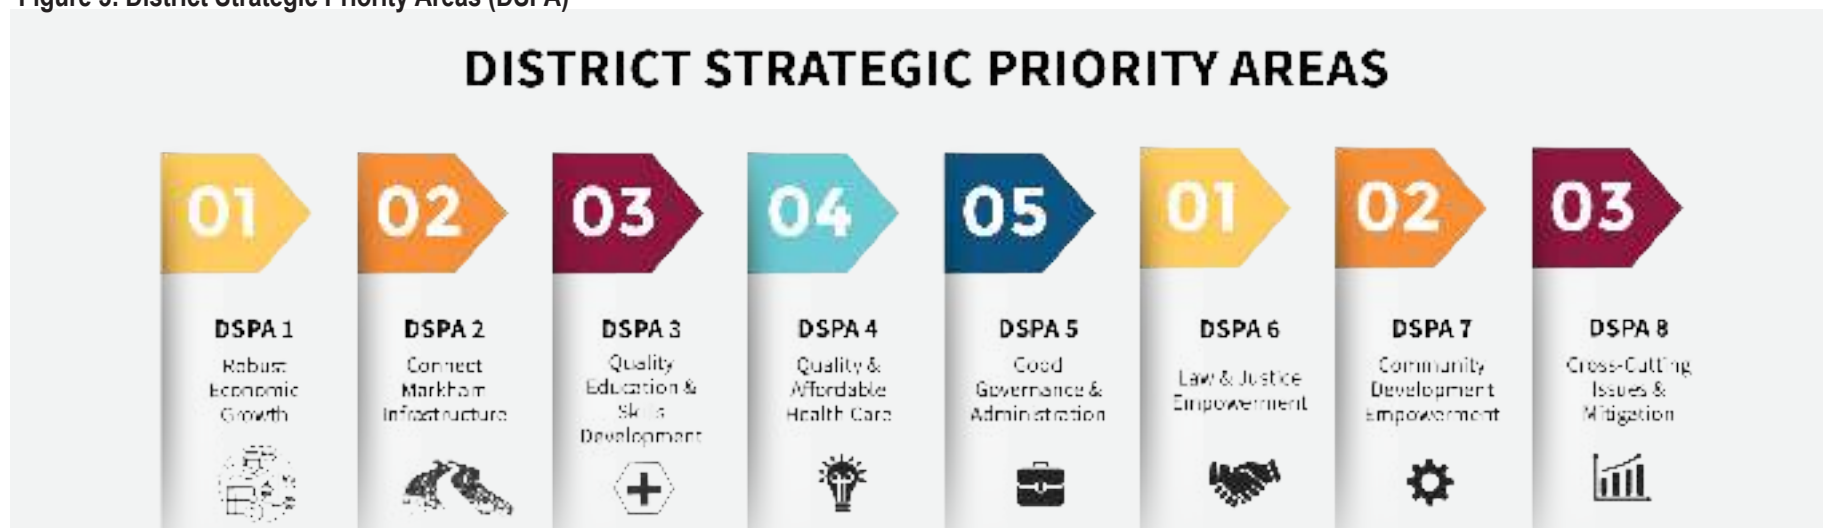 Figure 3: District Strategic Priority Areas (DSPA)
DISTRICT STRATEGIC PRIORITY AREAS
01
02
03
04
05
01
02
03
DSPA 1
Robust
Economic
Growth
DSPA 2
Connect
Markham
Infrastructure
DSPA 3
Quality
Education &
Skills
Development
DSPA 4
Quality &
Affordable
Health Care
DSPA 5
Good
Governance &
Administration
DSPA 6
Law & Justice
Empowerment
DSPA 7
Community
Development
Empowerment
DSPA 8
Cross-Cutting
Issues &
Mitigation